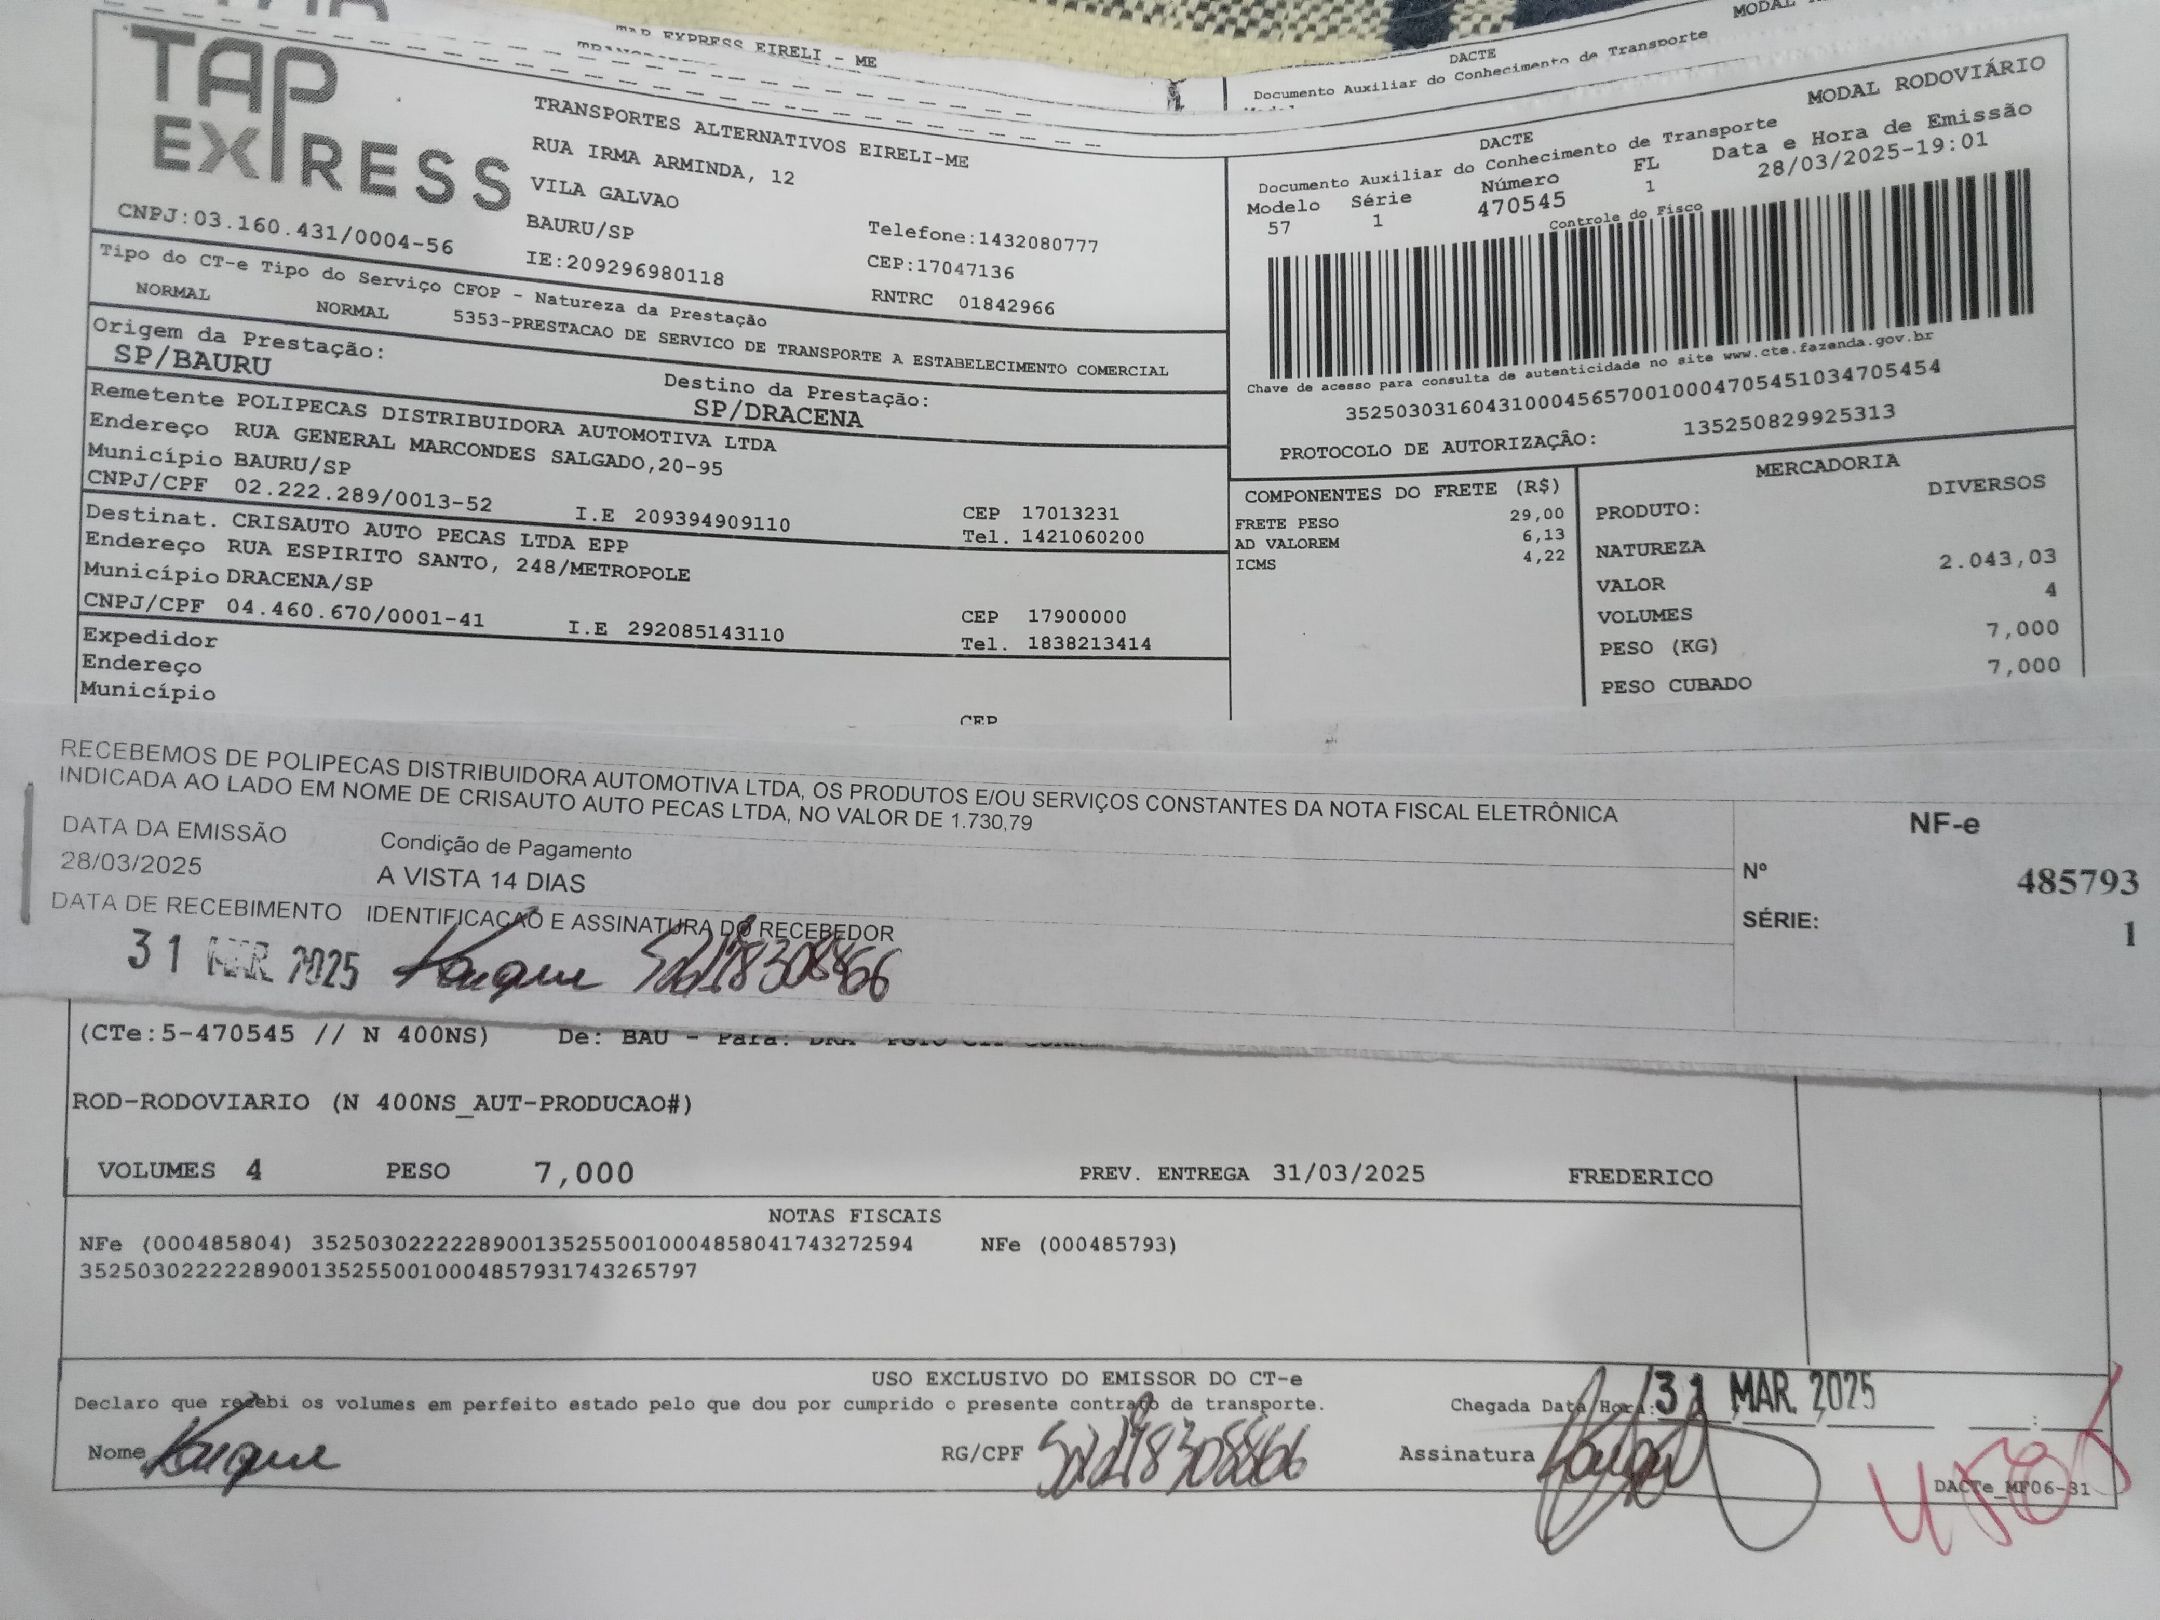 TAP EXPRESS EIRELI - ME
DACTE
Documento Auxiliar do Conhecimento de Transporte
TAP
EXPRESS
CNPJ:03.160.431/0004-56
TRANSPORTES ALTERNATIVOS EIRELI-ME
RUA IRMA ARMINDA, 12
VILA GALVAO
BAURU/SP
IE:209296980118
Telefone:1432080777
CEP:17047136
RNTRC 01842966
MODAL RODOVIÁRIO
DACTE
Documento Auxiliar do Conhecimento de Transporte
Modelo Série Número FL Data e Hora de Emissão
57 1 470545 1 28/03/2025-19:01
Controle do Fisco
Chave de acesso para consulta de autenticidade no site www.cte.fazenda.gov.br
35250303160431000456570010004705451034705454
PROTOCOLO DE AUTORIZAÇÃO: 135250829925313
Tipo do CT-e Tipo do Serviço CFOP - Natureza da Prestação
NORMAL NORMAL 5353-PRESTACAO DE SERVICO DE TRANSPORTE A ESTABELECIMENTO COMERCIAL
Origem da Prestação: Destino da Prestação:
SP/BAURU SP/DRACENA
Remetente POLIPECAS DISTRIBUIDORA AUTOMOTIVA LTDA
Endereço RUA GENERAL MARCONDES SALGADO,20-95
Município BAURU/SP CEP 17013231
CNPJ/CPF 02.222.289/0013-52 I.E 209394909110 Tel. 1421060200
Destinat. CRISAUTO AUTO PECAS LTDA EPP
Endereço RUA ESPIRITO SANTO, 248/METROPOLE
Município DRACENA/SP CEP 17900000
CNPJ/CPF 04.460.670/0001-41 I.E 292085143110 Tel. 1838213414
Expedidor
Endereço
Município
CEP
COMPONENTES DO FRETE (R$)
FRETE PESO 29,00
AD VALOREM 6,13
ICMS 4,22
MERCADORIA
PRODUTO: DIVERSOS
NATUREZA
VALOR 2.043,03
VOLUMES 4
PESO (KG) 7,000
PESO CUBADO 7,000
RECEBEMOS DE POLIPECAS DISTRIBUIDORA AUTOMOTIVA LTDA, OS PRODUTOS E/OU SERVIÇOS CONSTANTES DA NOTA FISCAL ELETRÔNICA
INDICADA AO LADO EM NOME DE CRISAUTO AUTO PECAS LTDA, NO VALOR DE 1.730,79
DATA DA EMISSÃO Condição de Pagamento
28/03/2025 A VISTA 14 DIAS
DATA DE RECEBIMENTO IDENTIFICACAO E ASSINATURA DO RECEBEDOR
31 MAR 2025 Kaique
NF-e
Nº 485793
SÉRIE: 1
(CTe:5-470545 // N 400NS) De: BAU - Para: DRA
ROD-RODOVIARIO (N 400NS_AUT-PRODUCAO#)
VOLUMES 4 PESO 7,000 PREV. ENTREGA 31/03/2025 FREDERICO
NOTAS FISCAIS
NFe (000485804) 35250302222289001352550010004858041743272594 NFe (000485793)
35250302222289001352550010004857931743265797
USO EXCLUSIVO DO EMISSOR DO CT-e
Declaro que recebi os volumes em perfeito estado pelo que dou por cumprido o presente contrato de transporte. Chegada Data/Hora: 31 MAR 2025
Nome Kaique RG/CPF Assinatura
DACTe_MF06-81